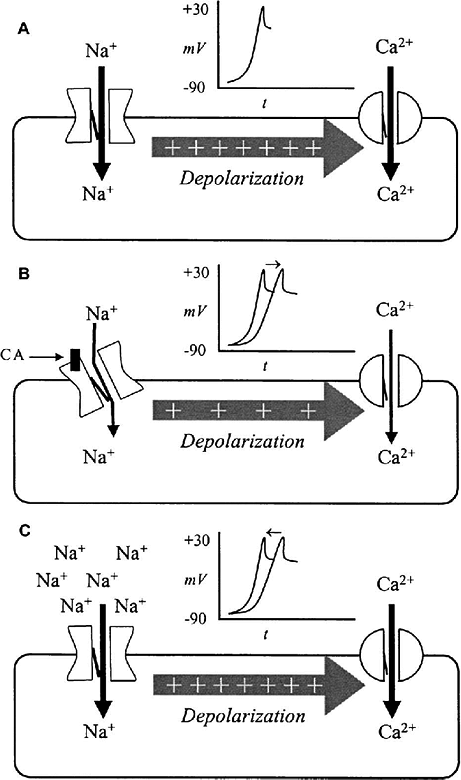 A
Na⁺
+30
mV
-90
t
Ca²⁺
+ + + + + + +
Depolarization
Na⁺
Ca²⁺
B
Na⁺
+30
mV
-90
t
→
Ca²⁺
CA
+ + + +
Depolarization
Na⁺
Ca²⁺
C
Na⁺ Na⁺
Na⁺ Na⁺
Na⁺ Na⁺
+30
mV
-90
t
←
Ca²⁺
+ + + + + + +
Depolarization
Na⁺
Ca²⁺